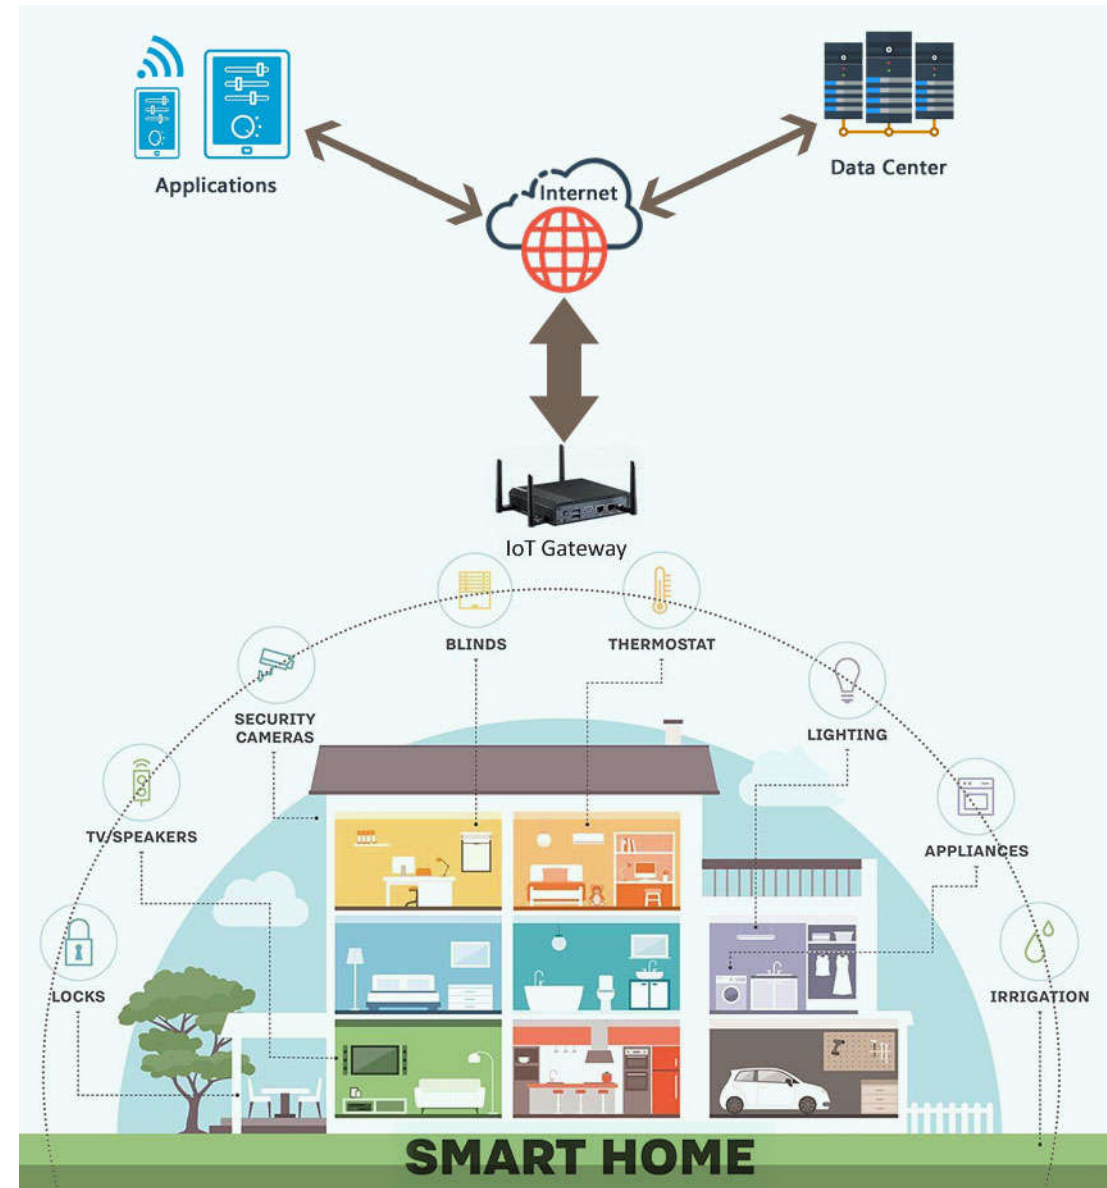 Applications
Internet
Data Center
IoT Gateway
BLINDS
THERMOSTAT
SECURITY
CAMERAS
LIGHTING
TV/SPEAKERS
APPLIANCES
LOCKS
IRRIGATION
SMART HOME